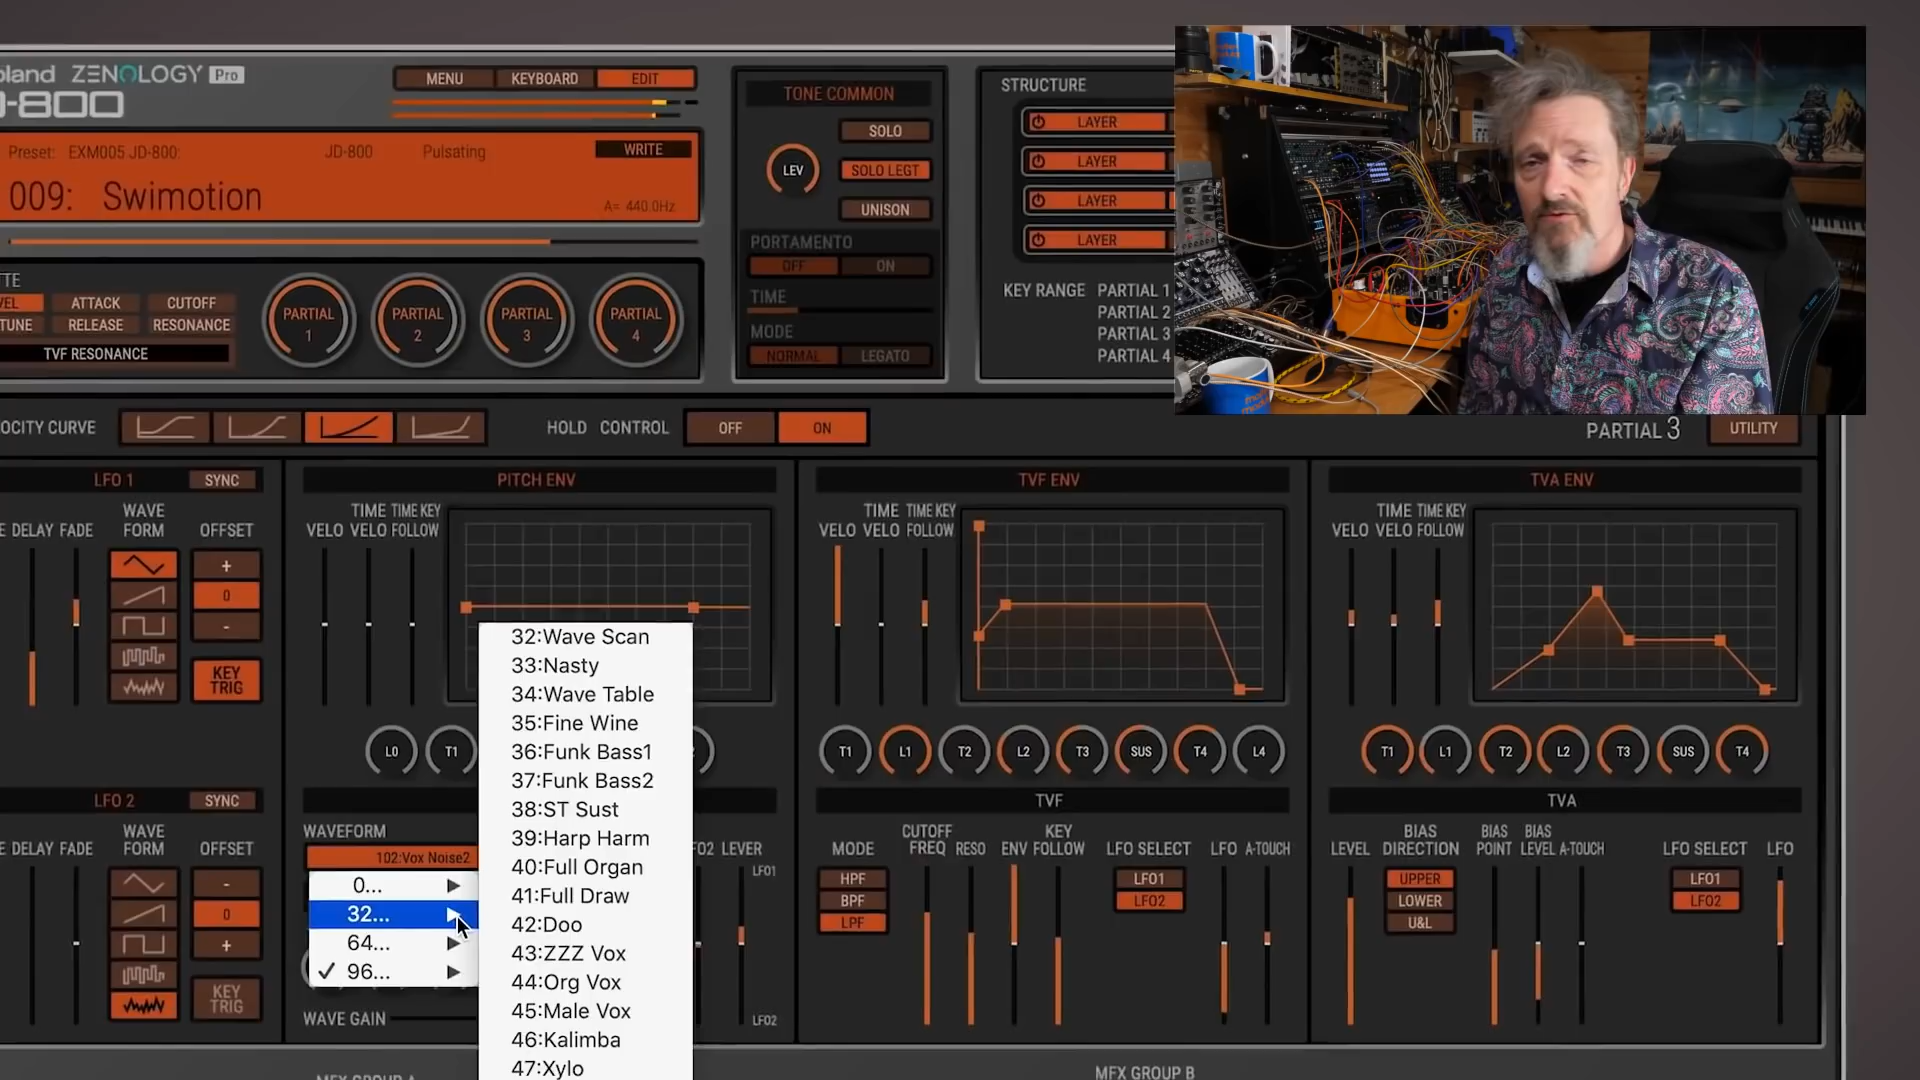 oland ZENOLOGY Pro
-800
MENU KEYBOARD EDIT
Preset: EXM005 JD-800: JD-800 Pulsating WRITE
009: Swimotion A= 440.0Hz
TTE
VEL ATTACK CUTOFF
TUNE RELEASE RESONANCE
TVF RESONANCE
PARTIAL 1
PARTIAL 2
PARTIAL 3
PARTIAL 4
TONE COMMON
LEV
SOLO
SOLO LEGT
UNISON
PORTAMENTO
OFF ON
TIME
MODE
NORMAL LEGATO
STRUCTURE
LAYER
LAYER
LAYER
LAYER
KEY RANGE PARTIAL 1
PARTIAL 2
PARTIAL 3
PARTIAL 4
OCITY CURVE
HOLD CONTROL OFF ON
PARTIAL 3 UTILITY
LFO 1 SYNC
E DELAY FADE WAVE FORM OFFSET
+
0
-
KEY TRIG
PITCH ENV
VELO TIME VELO TIME KEY FOLLOW
L0 T1
TVF ENV
VELO TIME VELO TIME KEY FOLLOW
T1 L1 T2 L2 T3 SUS T4 L4
TVA ENV
VELO TIME VELO TIME KEY FOLLOW
T1 L1 T2 L2 T3 SUS T4
LFO 2 SYNC
E DELAY FADE WAVE FORM OFFSET
-
0
+
KEY TRIG
WAVEFORM
102:Vox Noise2
0...
32...
64...
96...
WAVE GAIN
32:Wave Scan
33:Nasty
34:Wave Table
35:Fine Wine
36:Funk Bass1
37:Funk Bass2
38:ST Sust
39:Harp Harm
40:Full Organ
41:Full Draw
42:Doo
43:ZZZ Vox
44:Org Vox
45:Male Vox
46:Kalimba
47:Xylo
FO2 LEVER
LFO1
LFO2
TVF
MODE CUTOFF FREQ RESO ENV KEY FOLLOW LFO SELECT LFO A-TOUCH
HPF
BPF
LPF
LFO1
LFO2
TVA
LEVEL BIAS DIRECTION BIAS POINT BIAS LEVEL A-TOUCH LFO SELECT LFO
UPPER
LOWER
U&L
LFO1
LFO2
MFX GROUP A
MFX GROUP B